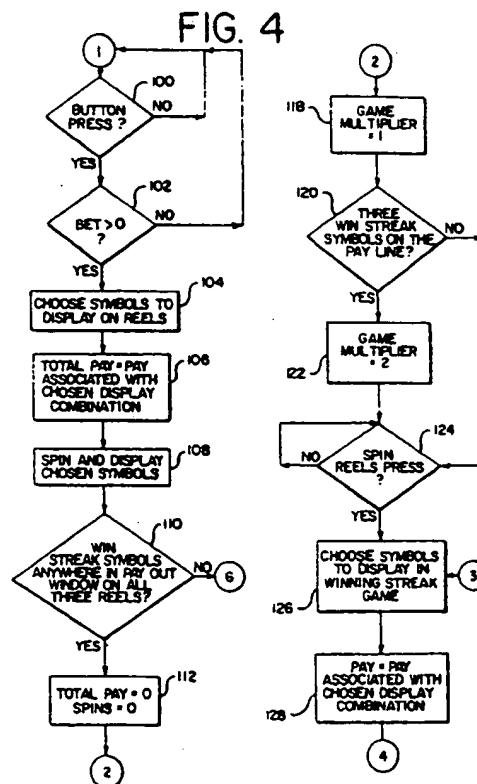 FIG. 4
1
100
BUTTON
PRESS ?
NO
YES
102
BET > 0
?
NO
YES
104
CHOOSE SYMBOLS TO
DISPLAY ON REELS
106
TOTAL PAY = PAY
ASSOCIATED WITH
CHOSEN DISPLAY
COMBINATION
108
SPIN AND DISPLAY
CHOSEN SYMBOLS
110
WIN
STREAK SYMBOLS
ANYWHERE IN PAY OUT
WINDOW ON ALL
THREE REELS?
NO
6
YES
112
TOTAL PAY = 0
SPINS = 0
2
2
118
GAME
MULTIPLIER
= 1
120
THREE
WIN STREAK
SYMBOLS ON THE
PAY LINE?
NO
YES
GAME
MULTIPLIER
= 2
122
124
SPIN
REELS PRESS
?
NO
YES
CHOOSE SYMBOLS
TO DISPLAY IN
WINNING STREAK
GAME
3
126
PAY = PAY
ASSOCIATED WITH
CHOSEN DISPLAY
COMBINATION
128
4